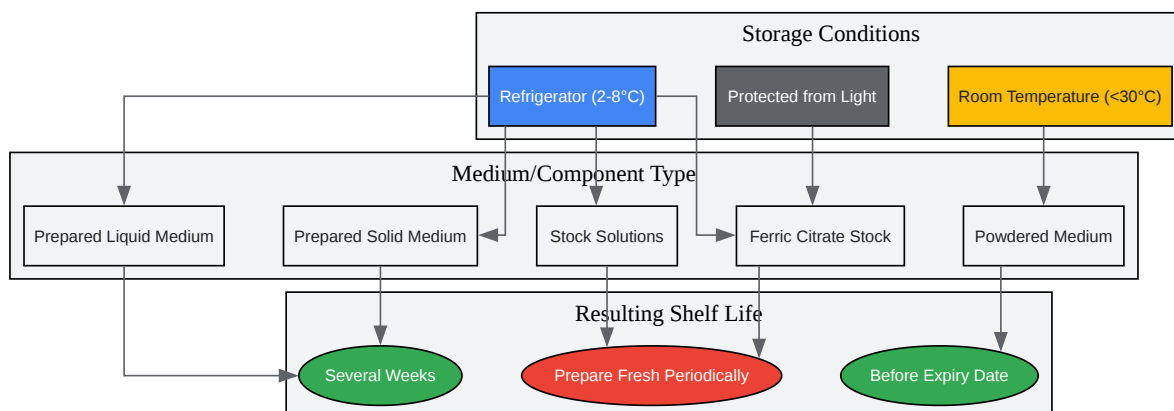 Storage Conditions
Refrigerator (2-8°C)
Protected from Light
Room Temperature (<30°C)
Medium/Component Type
Prepared Liquid Medium
Prepared Solid Medium
Stock Solutions
Ferric Citrate Stock
Powdered Medium
Resulting Shelf Life
Several Weeks
Prepare Fresh Periodically
Before Expiry Date